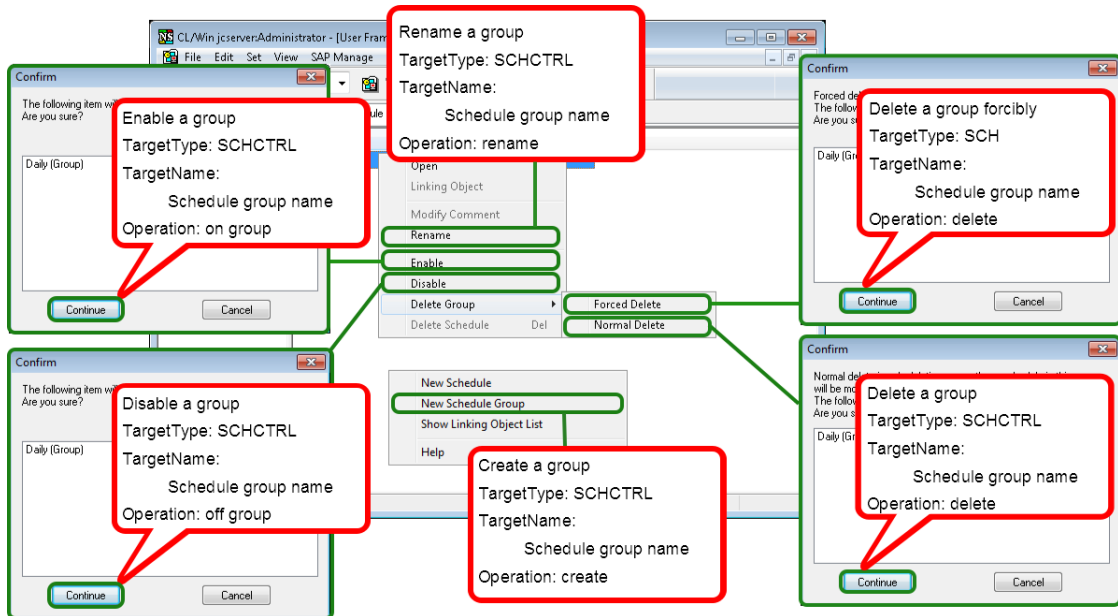 CL/Win jcserver:Administrator - [User Fram
File Edit Set View SAP Manage
ule
Rename a group
TargetType: SCHCTRL
TargetName:
Schedule group name
Operation: rename
Confirm
The following item wi
Are you sure?
Daily (Group)
Enable a group
TargetType: SCHCTRL
TargetName:
Schedule group name
Operation: on group
Continue Cancel
Confirm
Forced de
The follow
Are you s
Daily (Gr
Delete a group forcibly
TargetType: SCH
TargetName:
Schedule group name
Operation: delete
Continue Cancel
Open
Linking Object
Modify Comment
Rename
Enable
Disable
Delete Group
Delete Schedule Del
Forced Delete
Normal Delete
Confirm
The following item wi
Are you sure?
Daily (Group)
Disable a group
TargetType: SCHCTRL
TargetName:
Schedule group name
Operation: off group
Continue Cancel
New Schedule
New Schedule Group
Show Linking Object List
Help
Create a group
TargetType: SCHCTRL
TargetName:
Schedule group name
Operation: create
Confirm
Normal dele
will be mo
The follow
Are you s
Daily (Gr
Delete a group
TargetType: SCHCTRL
TargetName:
Schedule group name
Operation: delete
Continue Cancel